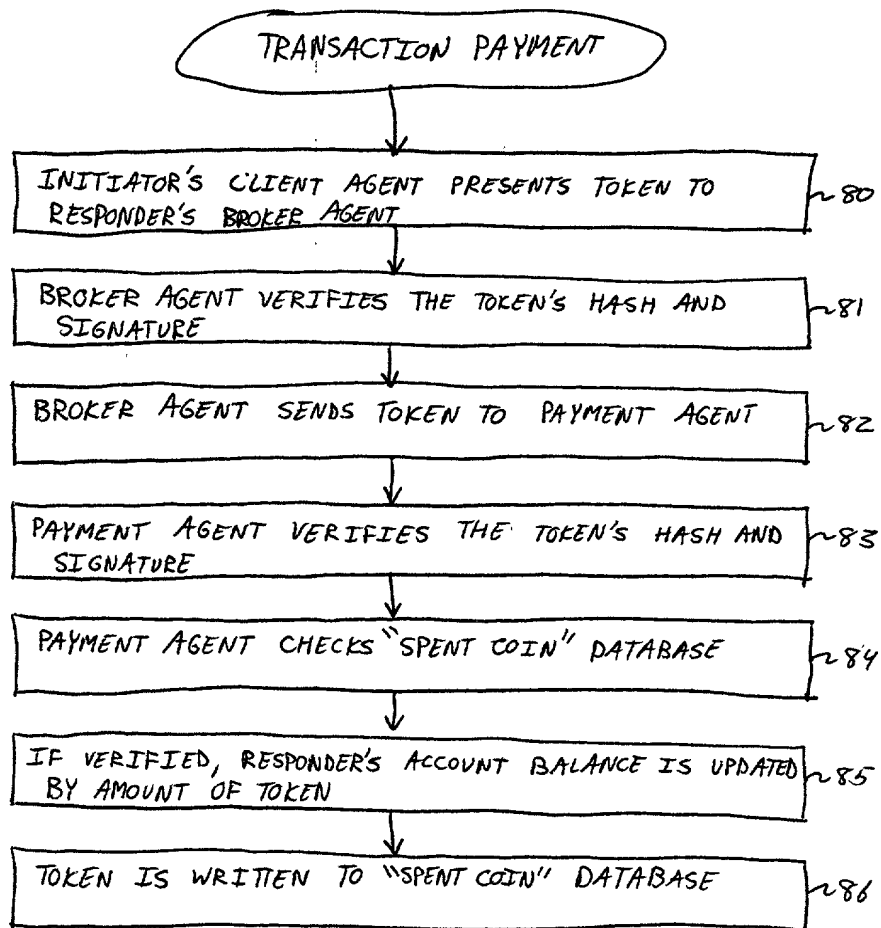 TRANSACTION PAYMENT
INITIATOR'S CLIENT AGENT PRESENTS TOKEN TO
RESPONDER'S BROKER AGENT
80
BROKER AGENT VERIFIES THE TOKEN'S HASH AND
SIGNATURE
81
BROKER AGENT SENDS TOKEN TO PAYMENT AGENT
82
PAYMENT AGENT VERIFIES THE TOKEN'S HASH AND
SIGNATURE
83
PAYMENT AGENT CHECKS "SPENT COIN" DATABASE
84
IF VERIFIED, RESPONDER'S ACCOUNT BALANCE IS UPDATED
BY AMOUNT OF TOKEN
85
TOKEN IS WRITTEN TO "SPENT COIN" DATABASE
86